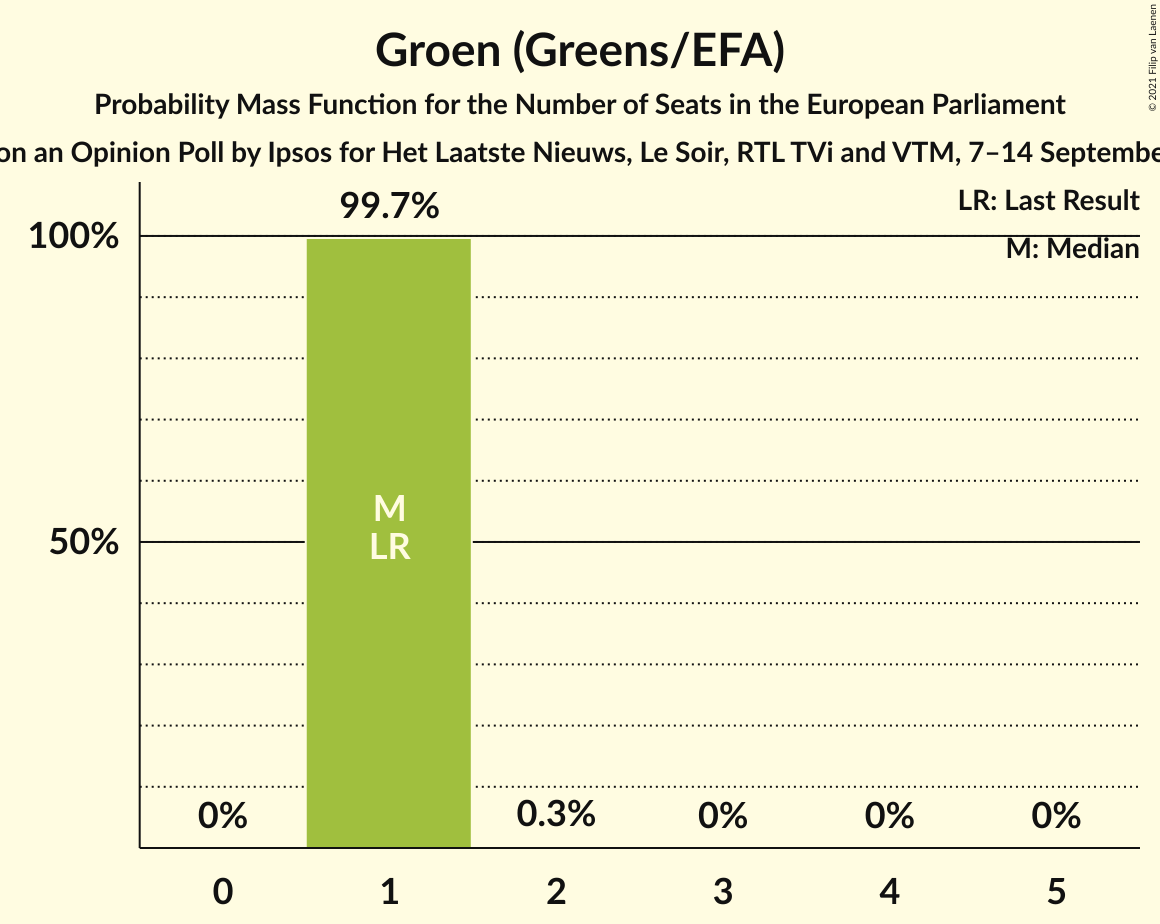 Groen (Greens/EFA)
Probability Mass Function for the Number of Seats in the European Parliament
on an Opinion Poll by Ipsos for Het Laatste Nieuws, Le Soir, RTL TVi and VTM, 7–14 Septembe
© 2021 Filip van Laenen
LR: Last Result
M: Median
99.7%
100%
50%
M
LR
0%
0.3%
0%
0%
0%
0
1
2
3
4
5